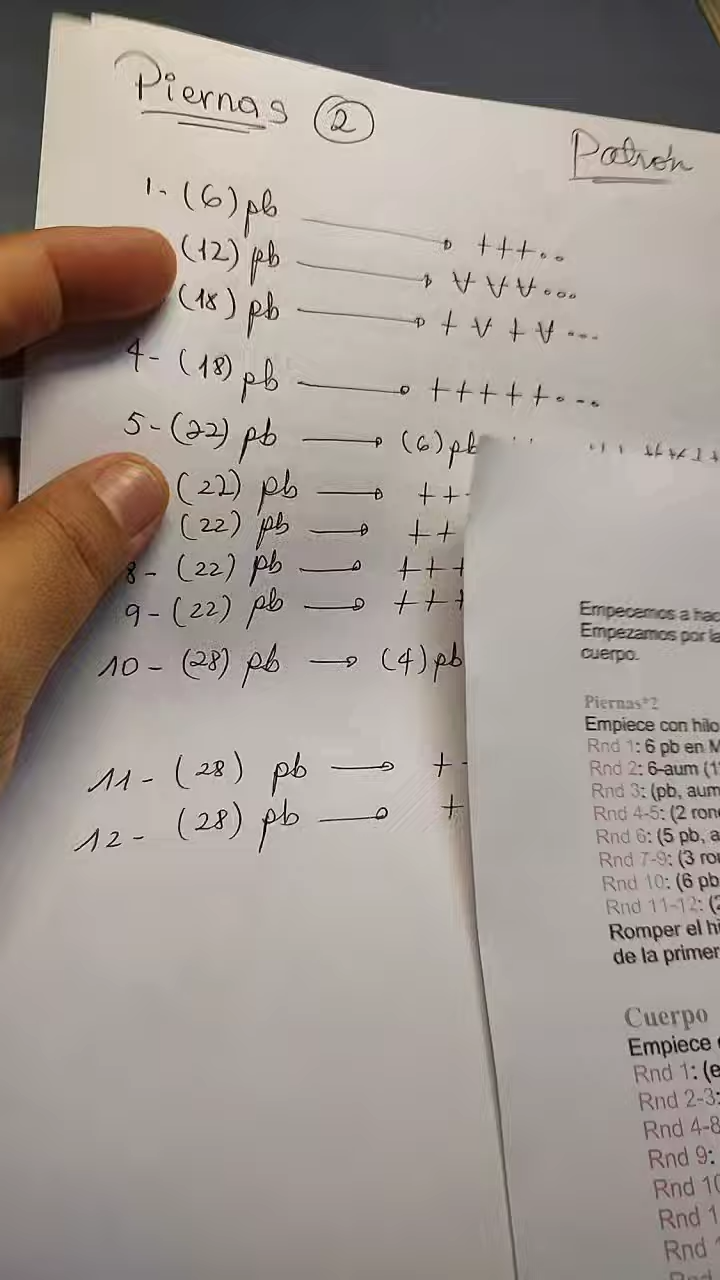 Piernas ②
Patrón
1- (6) pb → +++..
(12) pb → V V V...
(18) pb → + V + V ...
4- (18) pb → +++++...
5- (22) pb → (6) pb
(22) pb → ++
(22) pb → ++
8- (22) pb → +++
9- (22) pb → +++
10- (28) pb → (4) pb
11- (28) pb → +-
12- (28) pb → +
Empecemos a hac
Empezamos por la
cuerpo.
Piernas*2
Empiece con hilo
Rnd 1: 6 pb en M
Rnd 2: 6-aum (1
Rnd 3: (pb, aum
Rnd 4-5: (2 ron
Rnd 6: (5 pb, a
Rnd 7-9: (3 ro
Rnd 10: (6 pb
Rnd 11-12: (2
Romper el hi
de la primer
Cuerpo
Empiece
Rnd 1: (e
Rnd 2-3:
Rnd 4-8
Rnd 9:
Rnd 10
Rnd 1
Rnd